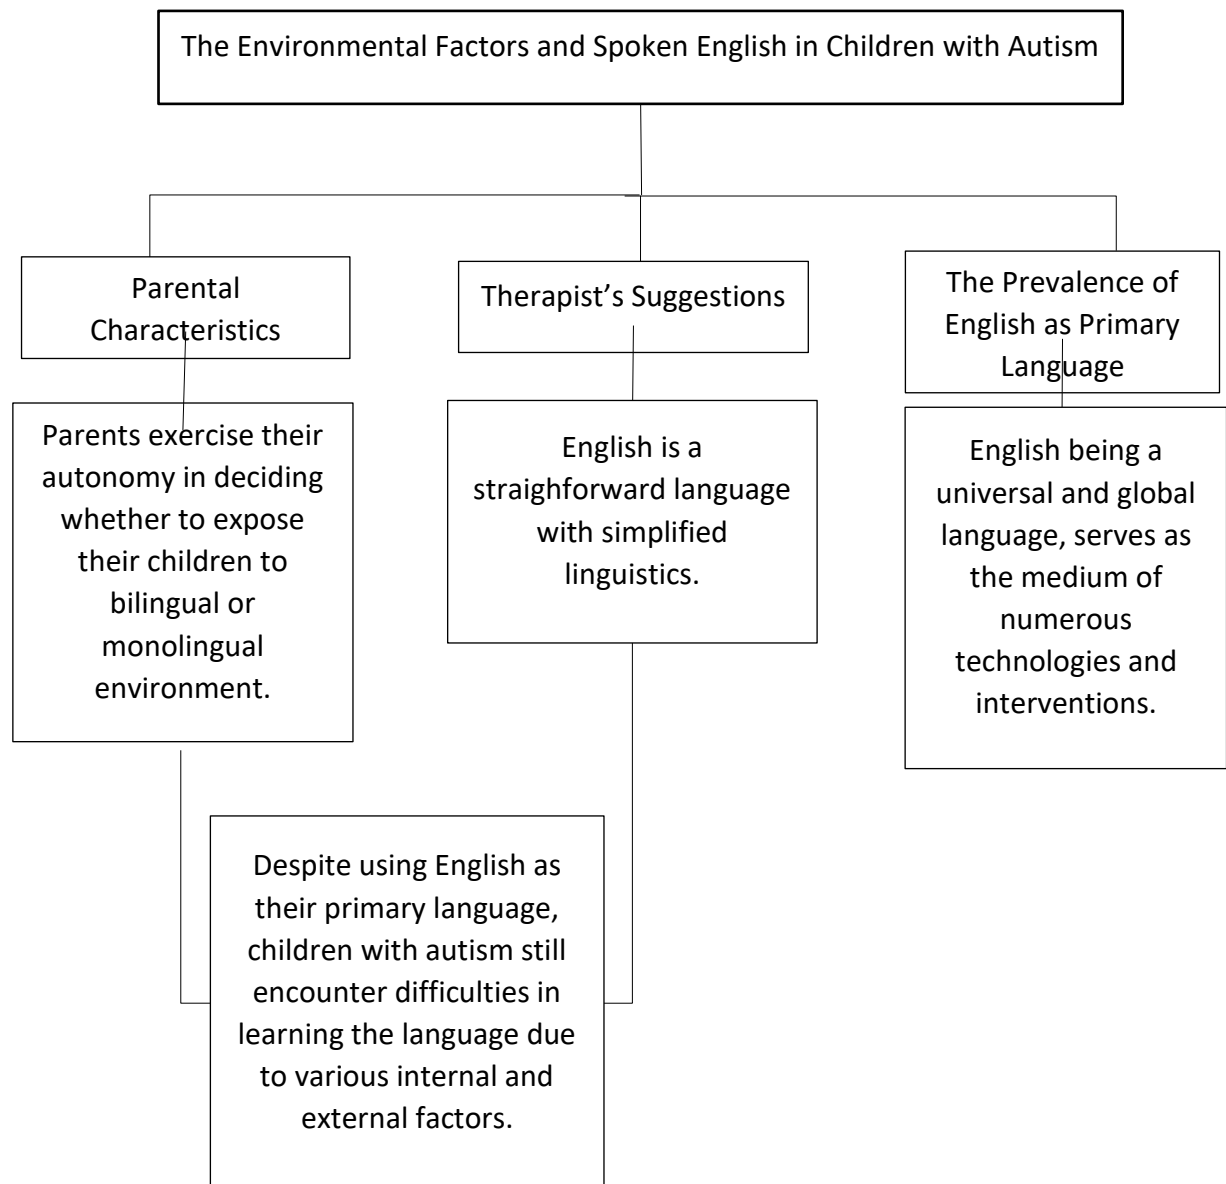 The Environmental Factors and Spoken English in Children with Autism
Parental
Characteristics
Therapist’s Suggestions
The Prevalence of
English as Primary
Language
Parents exercise their
autonomy in deciding
whether to expose
their children to
bilingual or
monolingual
environment.
English is a
straighforward language
with simplified
linguistics.
English being a
universal and global
language, serves as
the medium of
numerous
technologies and
interventions.
Despite using English as
their primary language,
children with autism still
encounter difficulties in
learning the language due
to various internal and
external factors.